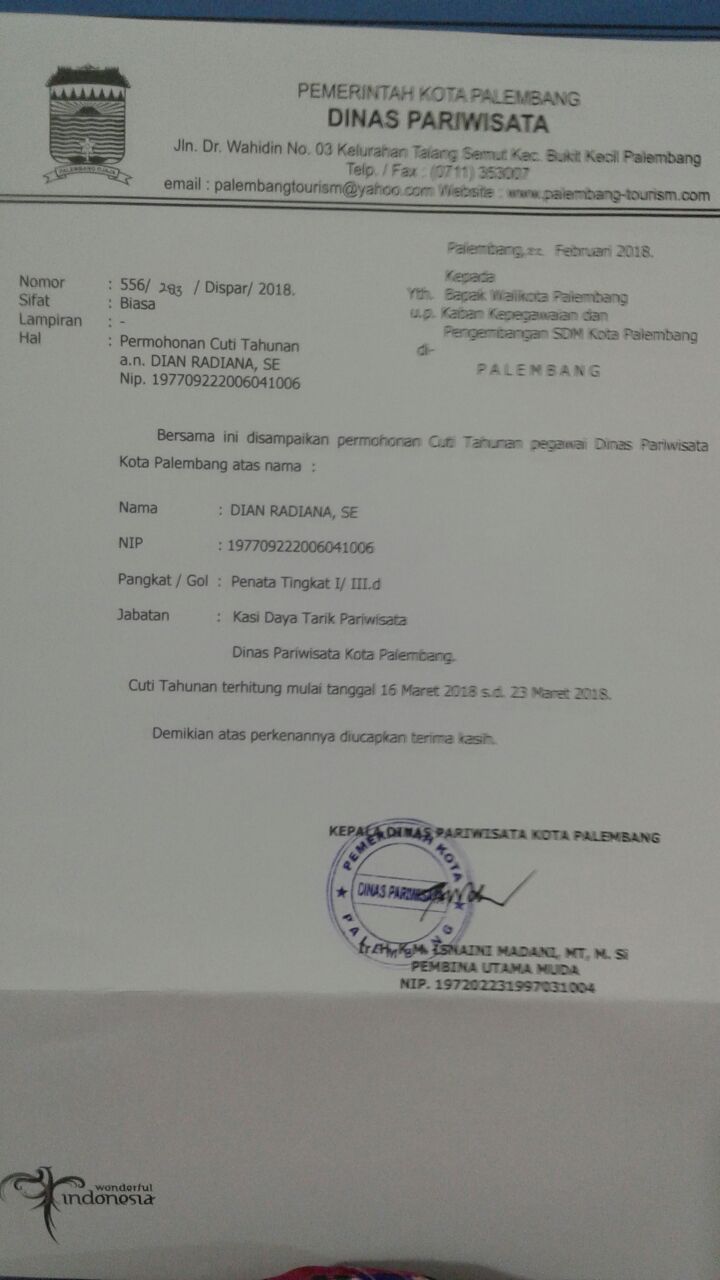 PEMERINTAH KOTA PALEMBANG
DINAS PARIWISATA
Jln. Dr. Wahidin No. 03 Kelurahan Talang Semut Kec. Bukit Kecil Palembang
Telp. / Fax : (0711) 353007
email : palembangtourism@yahoo.com Website : www.palembang-tourism.com
PALEMBANG DJAJA
Palembang, Februari 2018.
Nomor : 556/ 283 / Dispar/ 2018.
Sifat : Biasa
Lampiran : -
Hal : Permohonan Cuti Tahunan
a.n. DIAN RADIANA, SE
Nip. 197709222006041006
Kepada
Yth. Bapak Walikota Palembang
u.p. Kaban Kepegawaian dan
Pengembangan SDM Kota Palembang
di-
PALEMBANG
Bersama ini disampaikan permohonan Cuti Tahunan pegawai Dinas Pariwisata
Kota Palembang atas nama :
Nama : DIAN RADIANA, SE
NIP : 197709222006041006
Pangkat / Gol : Penata Tingkat I/ III.d
Jabatan : Kasi Daya Tarik Pariwisata
Dinas Pariwisata Kota Palembang.
Cuti Tahunan terhitung mulai tanggal 16 Maret 2018 s.d. 23 Maret 2018.
Demikian atas perkenannya diucapkan terima kasih.
KEPALA DINAS PARIWISATA KOTA PALEMBANG
PEMERINTAH KOTA
DINAS PARIWISATA
PALEMBANG
ISNAINI MADANI, MT, M. Si
PEMBINA UTAMA MUDA
NIP. 197202231997031004
wonderful
indonesia